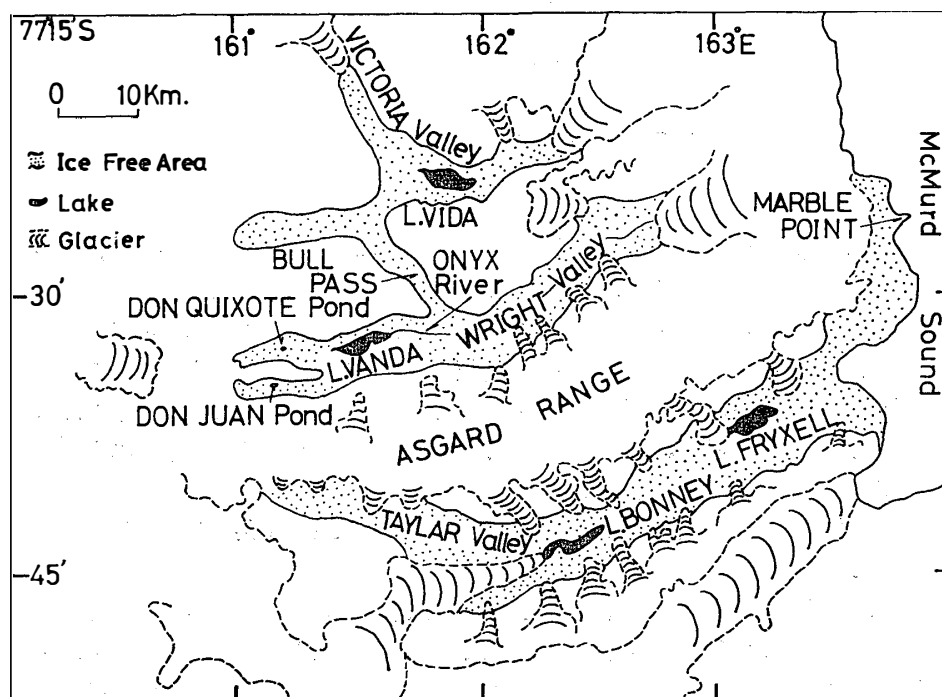 7715'S
161°
162°
163°E
0 10Km.
Ice Free Area
Lake
Glacier
VICTORIA Valley
L.VIDA
McMurd Sound
MARBLE
POINT
BULL
PASS
ONYX
River
-30'
DON QUIXOTE Pond
WRIGHT Valley
L.VANDA
DON JUAN Pond
ASGARD RANGE
L. FRYXELL
TAYLAR Valley
L.BONNEY
-45'